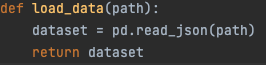 def load_data(path):
    dataset = pd.read_json(path)
    return dataset